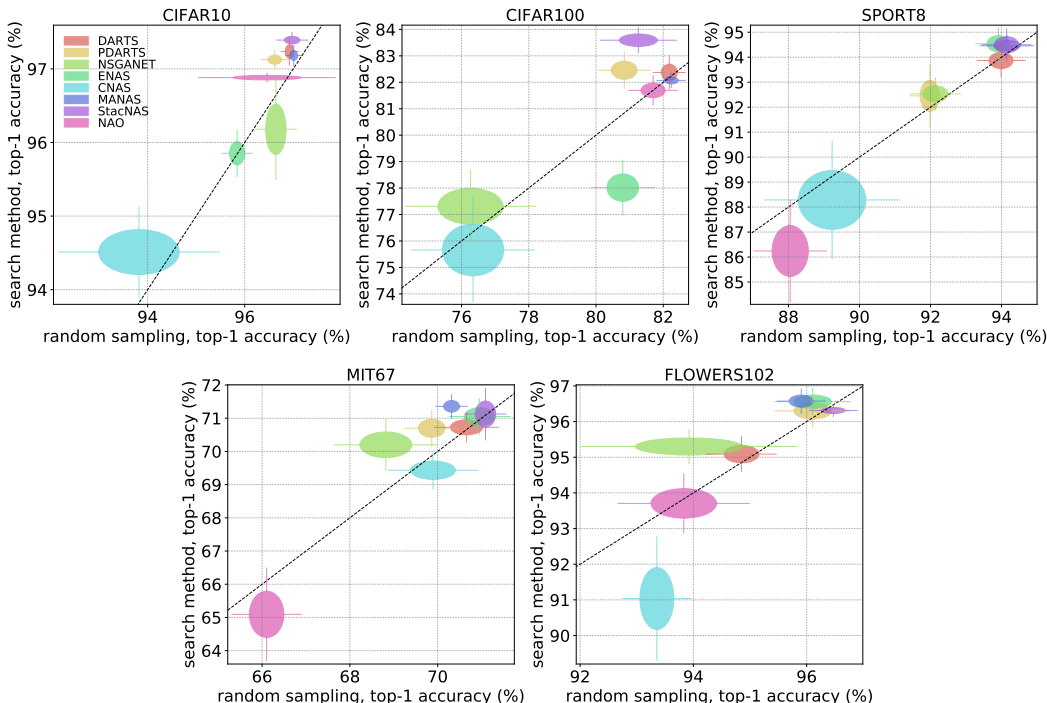 CIFAR10
search method, top-1 accuracy (%)
97
96
95
94
DARTS
PDARTS
NSGANET
ENAS
CNAS
MANAS
StacNAS
NAO
94
96
random sampling, top-1 accuracy (%)
CIFAR100
search method, top-1 accuracy (%)
84
83
82
81
80
79
78
77
76
75
74
76
78
80
82
random sampling, top-1 accuracy (%)
SPORT8
search method, top-1 accuracy (%)
95
94
93
92
91
90
89
88
87
86
85
88
90
92
94
random sampling, top-1 accuracy (%)
MIT67
search method, top-1 accuracy (%)
72
71
70
69
68
67
66
65
64
66
68
70
random sampling, top-1 accuracy (%)
FLOWERS102
search method, top-1 accuracy (%)
97
96
95
94
93
92
91
90
92
94
96
random sampling, top-1 accuracy (%)